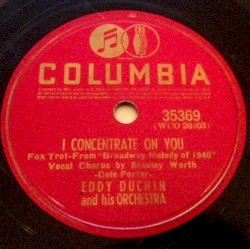 COLUMBIA
35369
(WCO 26403)
I CONCENTRATE ON YOU
Fox Trot-From "Broadway Melody of 1940"
Vocal Chorus by Stanley Worth
-Cole Porter-
EDDY DUCHIN
and his ORCHESTRA